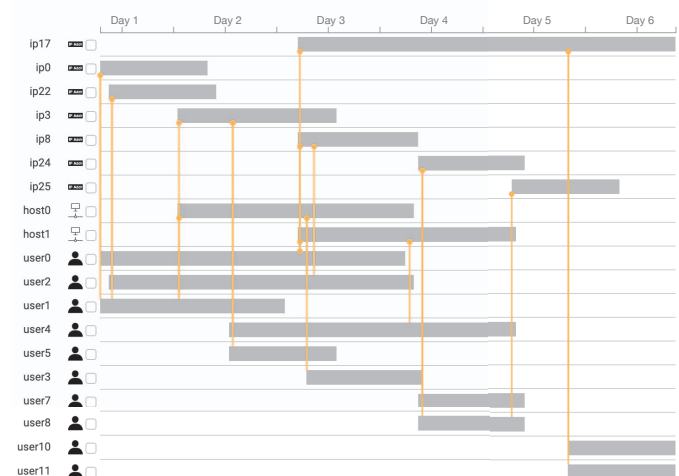 Day 1 Day 2 Day 3 Day 4 Day 5 Day 6
ip17
ip0
ip22
ip3
ip8
ip24
ip25
host0
host1
user0
user2
user1
user4
user5
user3
user7
user8
user10
user11